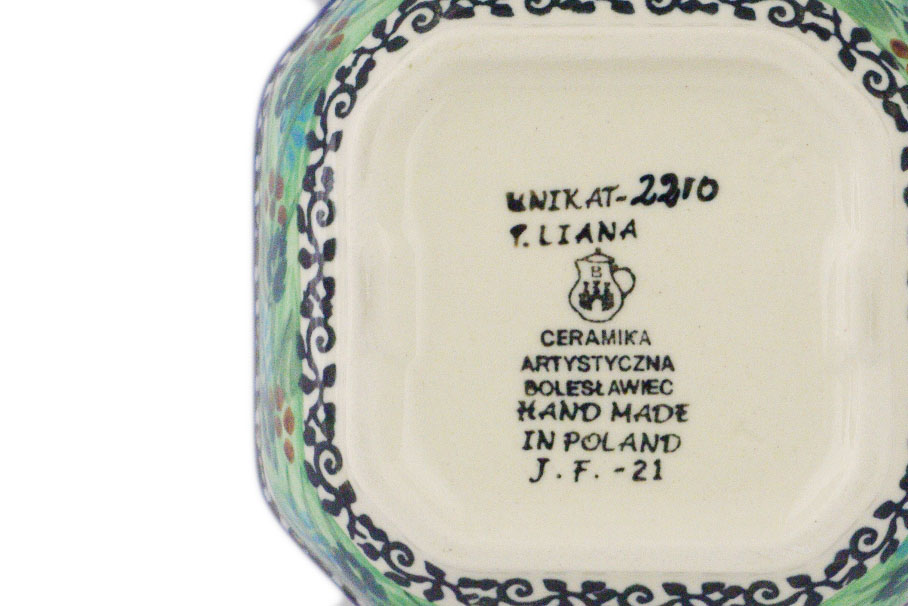 UNIKAT-2210
P. LIANA
B
CERAMIKA
ARTYSTYCZNA
BOLESŁAWIEC
HAND MADE
IN POLAND
J. F. -21